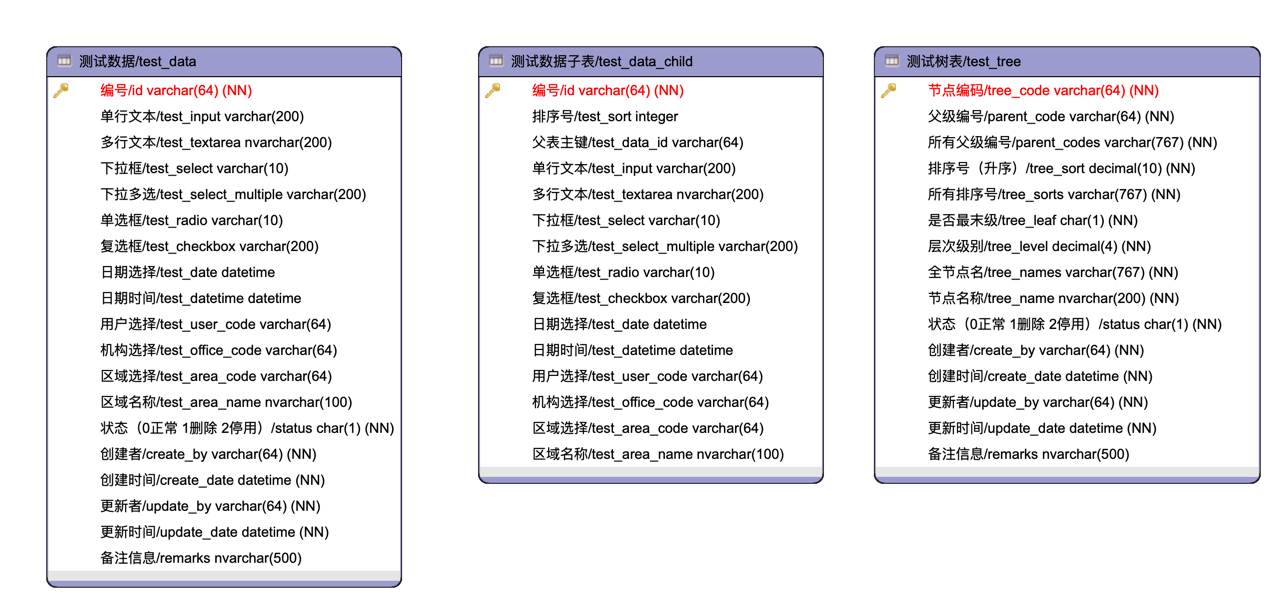 测试数据/test_data
编号/id varchar(64) (NN)
单行文本/test_input varchar(200)
多行文本/test_textarea nvarchar(200)
下拉框/test_select varchar(10)
下拉多选/test_select_multiple varchar(200)
单选框/test_radio varchar(10)
复选框/test_checkbox varchar(200)
日期选择/test_date datetime
日期时间/test_datetime datetime
用户选择/test_user_code varchar(64)
机构选择/test_office_code varchar(64)
区域选择/test_area_code varchar(64)
区域名称/test_area_name nvarchar(100)
状态（0正常 1删除 2停用）/status char(1) (NN)
创建者/create_by varchar(64) (NN)
创建时间/create_date datetime (NN)
更新者/update_by varchar(64) (NN)
更新时间/update_date datetime (NN)
备注信息/remarks nvarchar(500)
测试数据子表/test_data_child
编号/id varchar(64) (NN)
排序号/test_sort integer
父表主键/test_data_id varchar(64)
单行文本/test_input varchar(200)
多行文本/test_textarea nvarchar(200)
下拉框/test_select varchar(10)
下拉多选/test_select_multiple varchar(200)
单选框/test_radio varchar(10)
复选框/test_checkbox varchar(200)
日期选择/test_date datetime
日期时间/test_datetime datetime
用户选择/test_user_code varchar(64)
机构选择/test_office_code varchar(64)
区域选择/test_area_code varchar(64)
区域名称/test_area_name nvarchar(100)
测试树表/test_tree
节点编码/tree_code varchar(64) (NN)
父级编号/parent_code varchar(64) (NN)
所有父级编号/parent_codes varchar(767) (NN)
排序号（升序）/tree_sort decimal(10) (NN)
所有排序号/tree_sorts varchar(767) (NN)
是否最末级/tree_leaf char(1) (NN)
层次级别/tree_level decimal(4) (NN)
全节点名/tree_names varchar(767) (NN)
节点名称/tree_name nvarchar(200) (NN)
状态（0正常 1删除 2停用）/status char(1) (NN)
创建者/create_by varchar(64) (NN)
创建时间/create_date datetime (NN)
更新者/update_by varchar(64) (NN)
更新时间/update_date datetime (NN)
备注信息/remarks nvarchar(500)